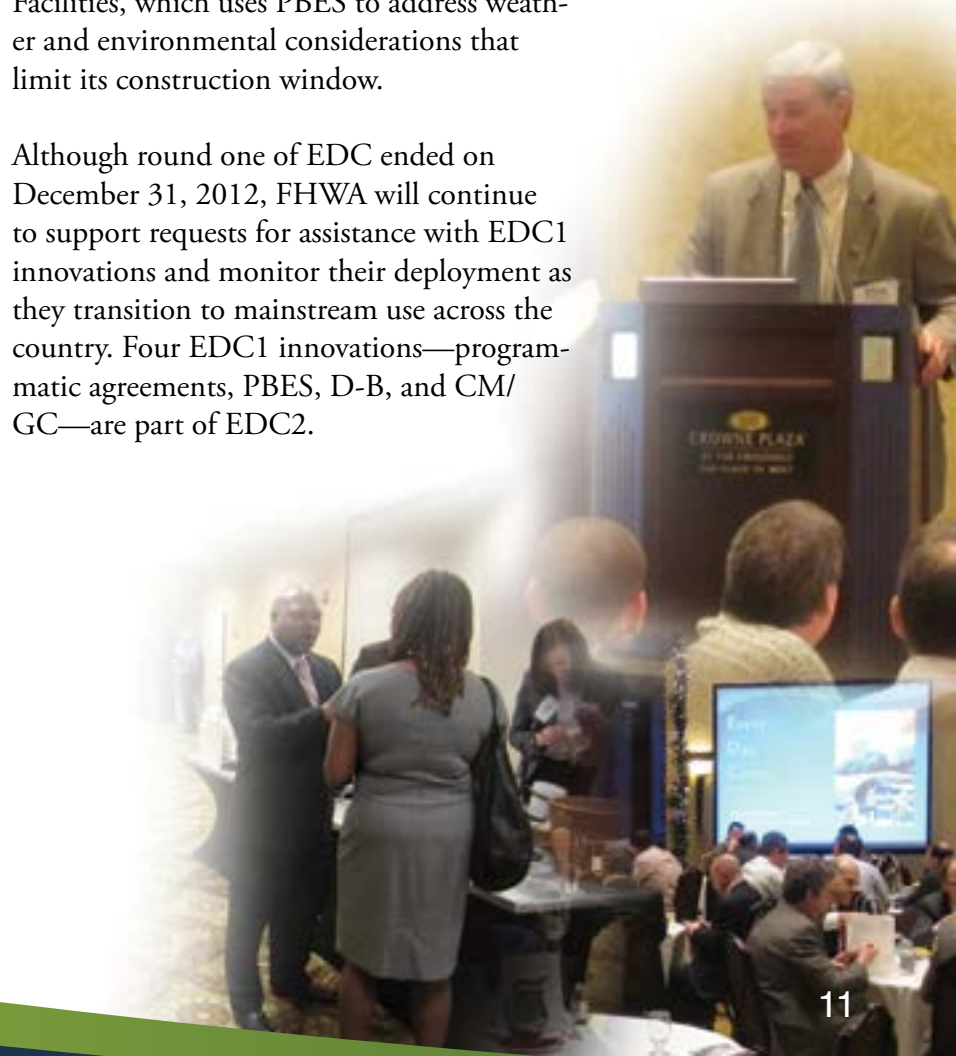 Facilities, which uses PBES to address weath-
er and environmental considerations that
limit its construction window.
Although round one of EDC ended on
December 31, 2012, FHWA will continue
to support requests for assistance with EDC1
innovations and monitor their deployment as
they transition to mainstream use across the
country. Four EDC1 innovations—program-
matic agreements, PBES, D-B, and CM/
GC—are part of EDC2.
CROWNE PLAZA
Every
Day
11